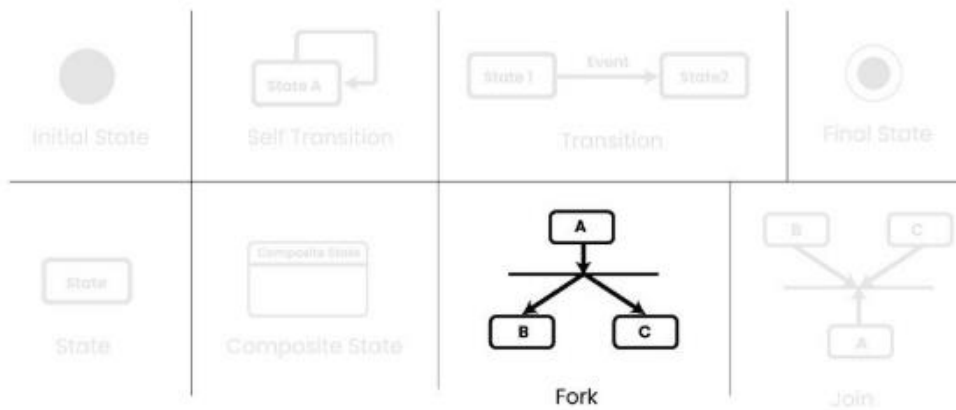 State A
Event
State 1
State2
Initial State
Self Transition
Transition
Final State
A
B
C
Fork
State
State
Composite State
Composite State
B
C
A
Join